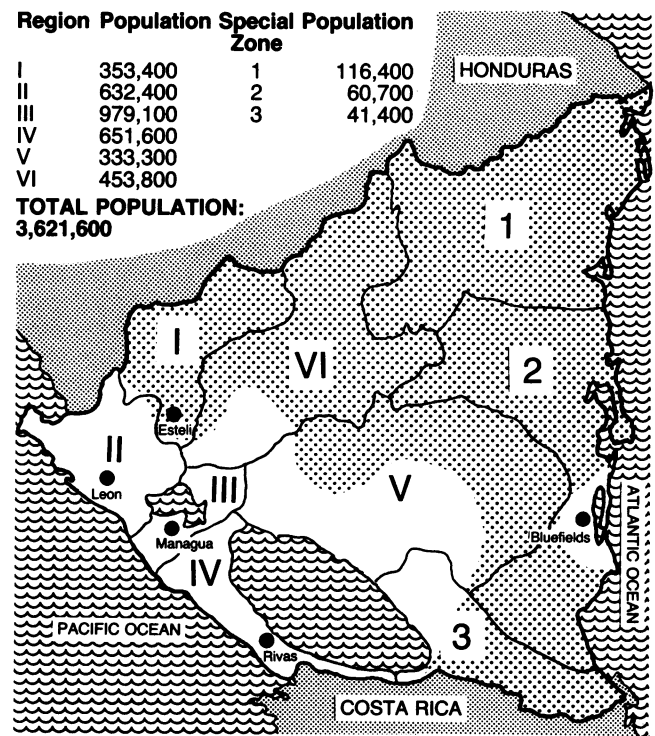 Region Population Special Population
Zone
I 353,400 1 116,400
II 632,400 2 60,700
III 979,100 3 41,400
IV 651,600
V 333,300
VI 453,800
TOTAL POPULATION:
3,621,600
HONDURAS
1
I
VI
2
Esteli
II
Leon
III
V
Managua
Bluefields
ATLANTIC OCEAN
IV
PACIFIC OCEAN
Rivas
3
COSTA RICA